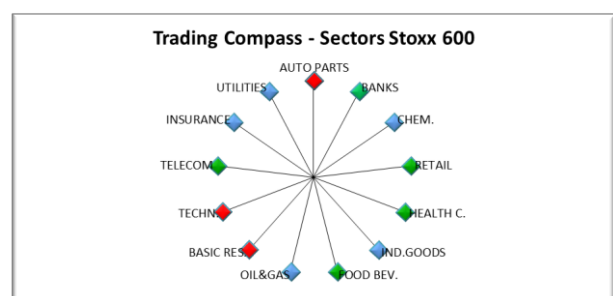 Trading Compass - Sectors Stoxx 600
AUTO PARTS
UTILITIES
BANKS
INSURANCE
CHEM.
TELECOM.
RETAIL
TECHN.
HEALTH C.
BASIC RES.
IND.GOODS
OIL&GAS
FOOD BEV.